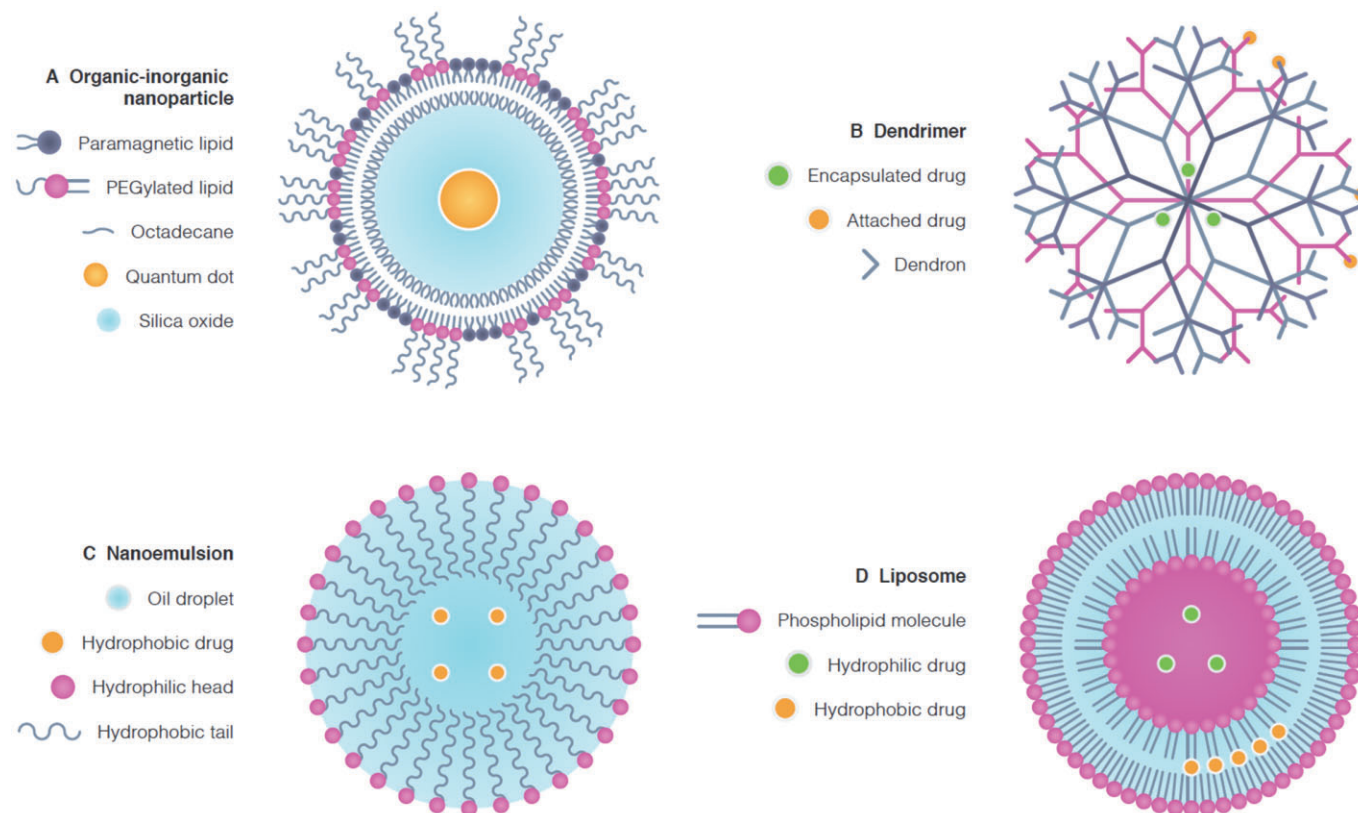 A Organic-inorganic
nanoparticle
Paramagnetic lipid
PEGylated lipid
Octadecane
Quantum dot
Silica oxide
B Dendrimer
Encapsulated drug
Attached drug
Dendron
C Nanoemulsion
Oil droplet
Hydrophobic drug
Hydrophilic head
Hydrophobic tail
D Liposome
Phospholipid molecule
Hydrophilic drug
Hydrophobic drug